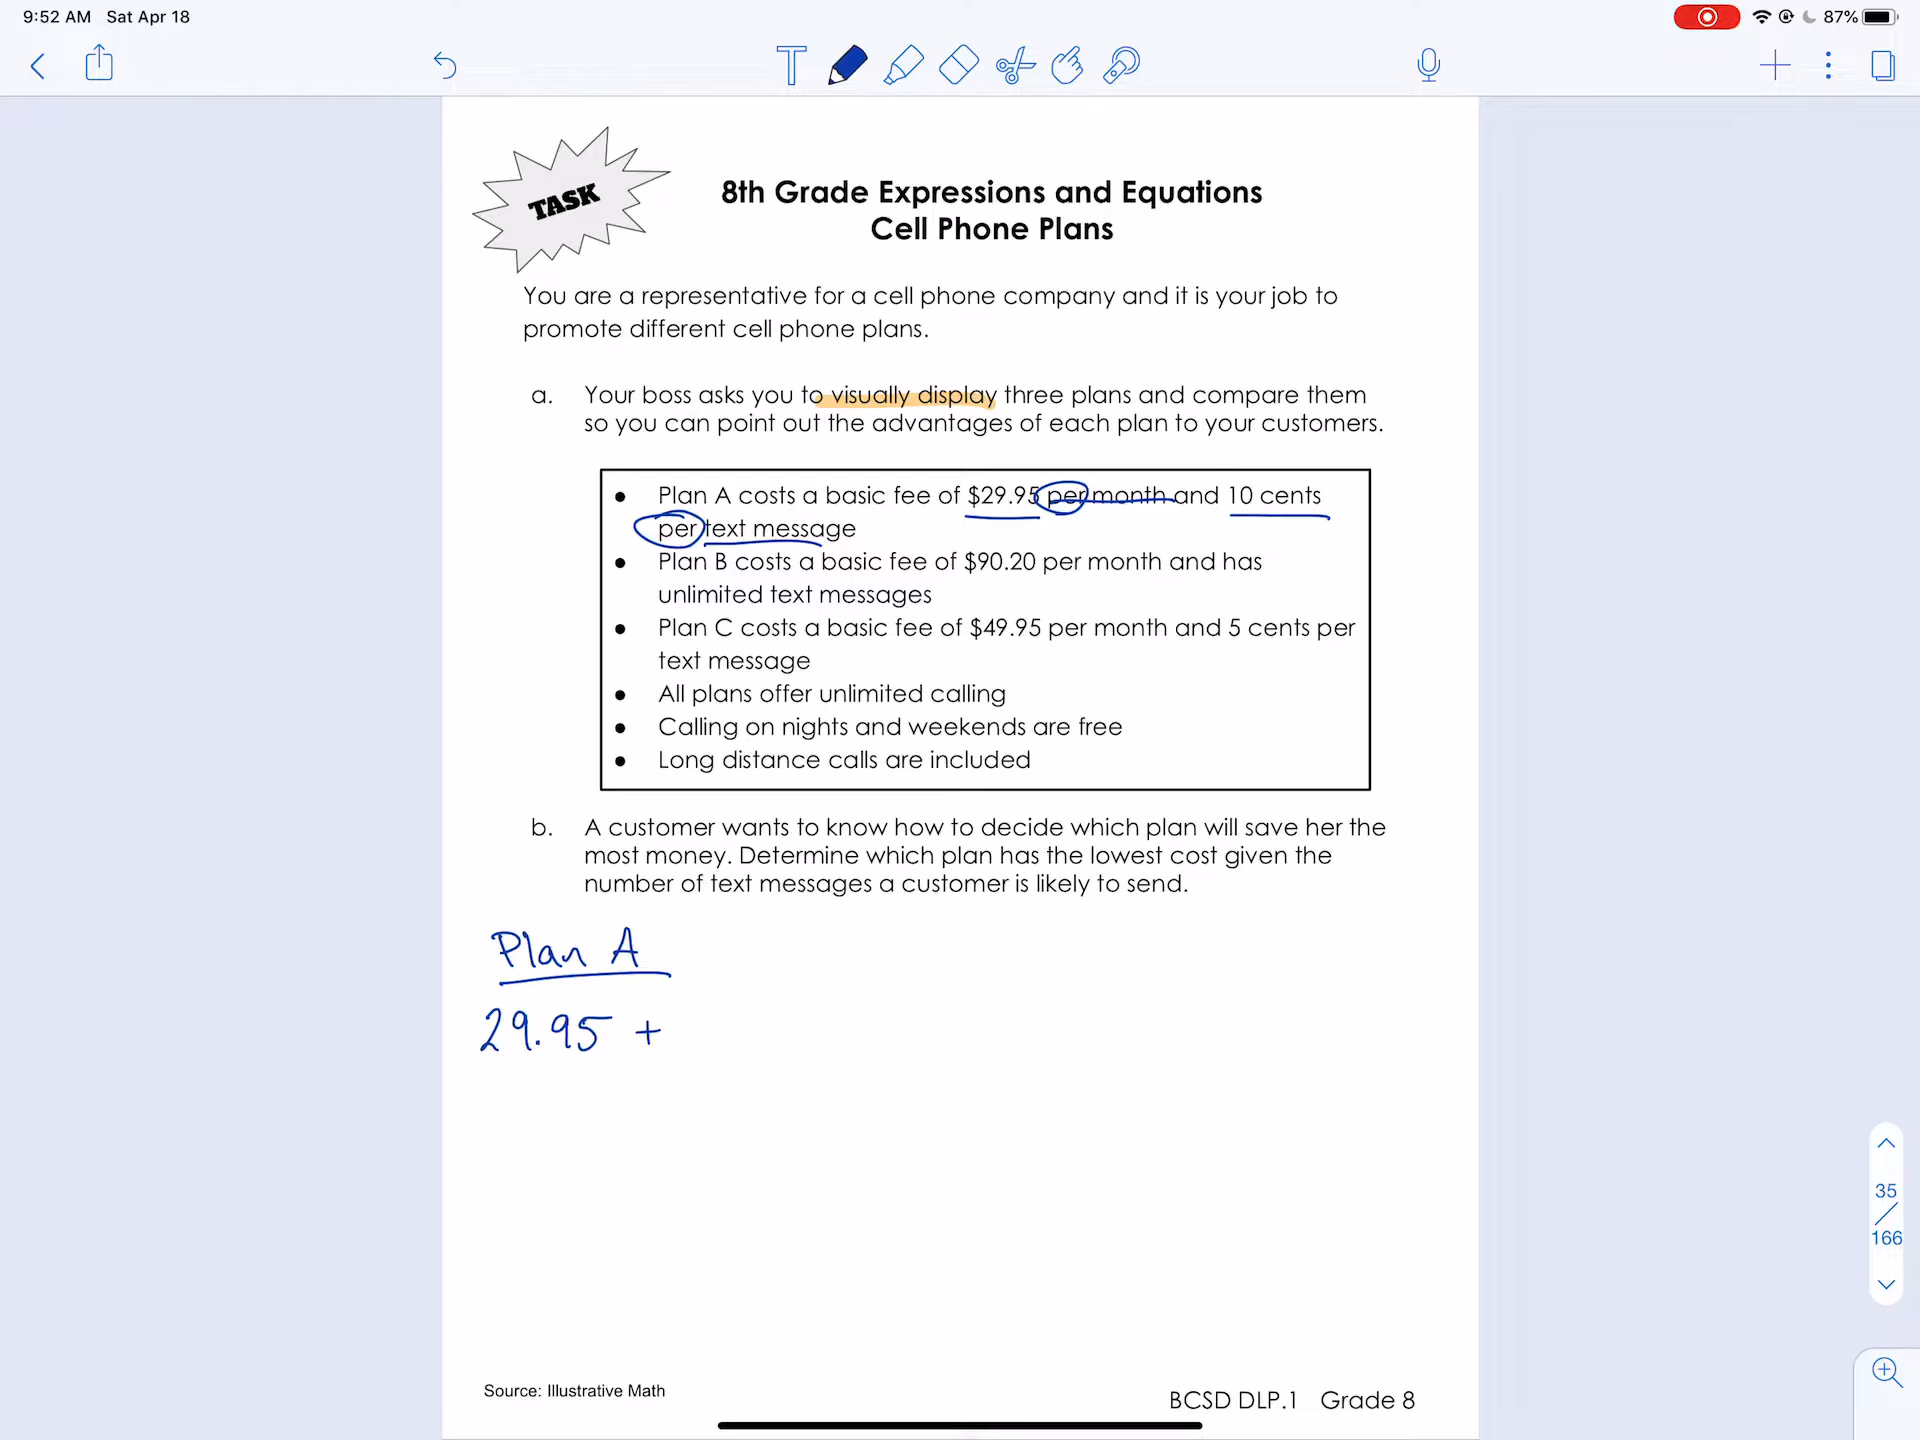 9:52 AM Sat Apr 18
87%
TASK
8th Grade Expressions and Equations
Cell Phone Plans
You are a representative for a cell phone company and it is your job to
promote different cell phone plans.
a. Your boss asks you to visually display three plans and compare them
so you can point out the advantages of each plan to your customers.
● Plan A costs a basic fee of $29.95 per month and 10 cents
per text message
● Plan B costs a basic fee of $90.20 per month and has
unlimited text messages
● Plan C costs a basic fee of $49.95 per month and 5 cents per
text message
● All plans offer unlimited calling
● Calling on nights and weekends are free
● Long distance calls are included
b. A customer wants to know how to decide which plan will save her the
most money. Determine which plan has the lowest cost given the
number of text messages a customer is likely to send.
Plan A
29.95 +
35
/
166
Source: Illustrative Math
BCSD DLP.1 Grade 8